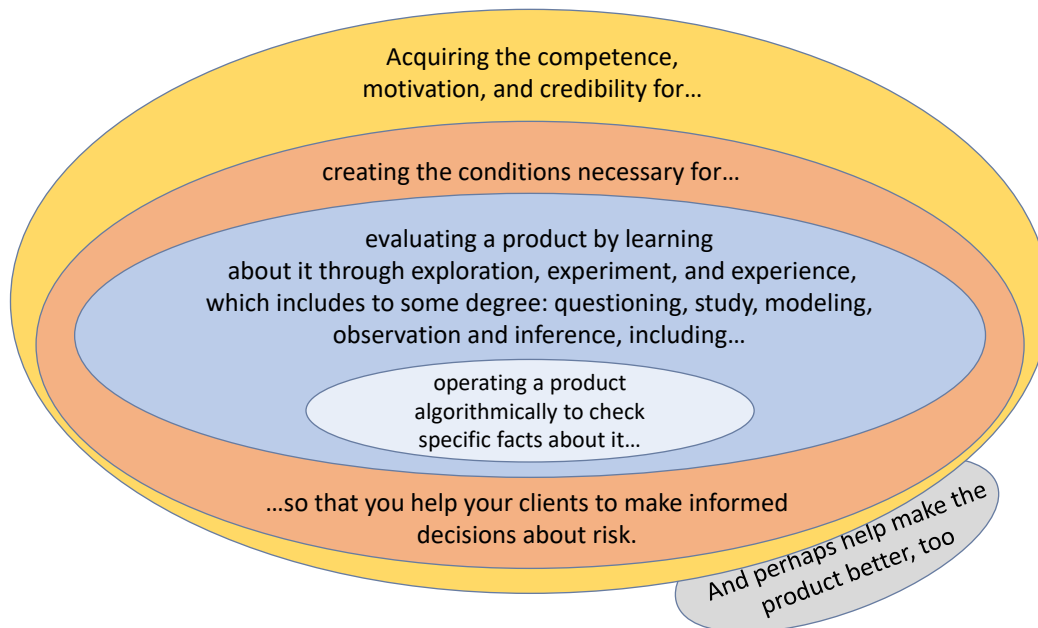 Acquiring the competence,
motivation, and credibility for…
creating the conditions necessary for…
evaluating a product by learning
about it through exploration, experiment, and experience,
which includes to some degree: questioning, study, modeling,
observation and inference, including…
operating a product
algorithmically to check
specific facts about it…
…so that you help your clients to make informed
decisions about risk.
And perhaps help make the
product better, too